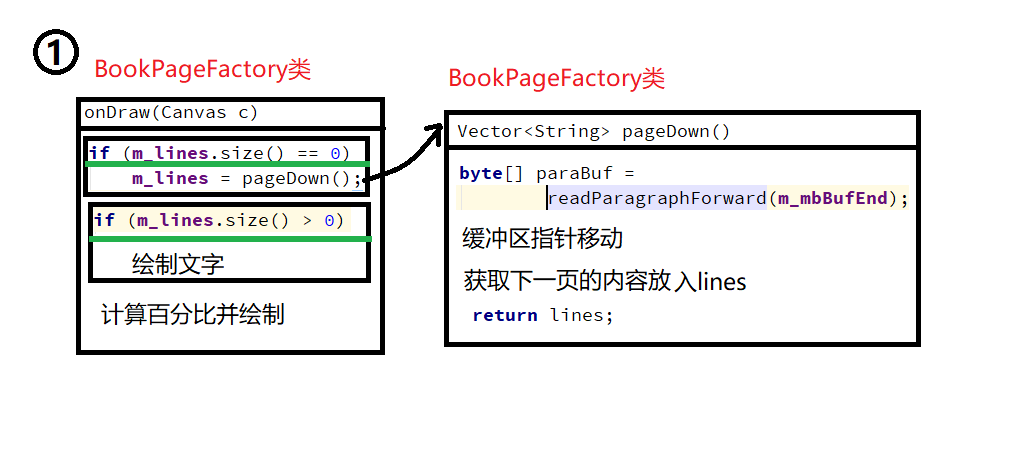 ①
BookPageFactory类
onDraw(Canvas c)
if (m_lines.size() == 0)
m_lines = pageDown();
if (m_lines.size() > 0)
绘制文字
计算百分比并绘制
BookPageFactory类
Vector<String> pageDown()
byte[] paraBuf =
readParagraphForward(m_mbBufEnd);
缓冲区指针移动
获取下一页的内容放入lines
return lines;